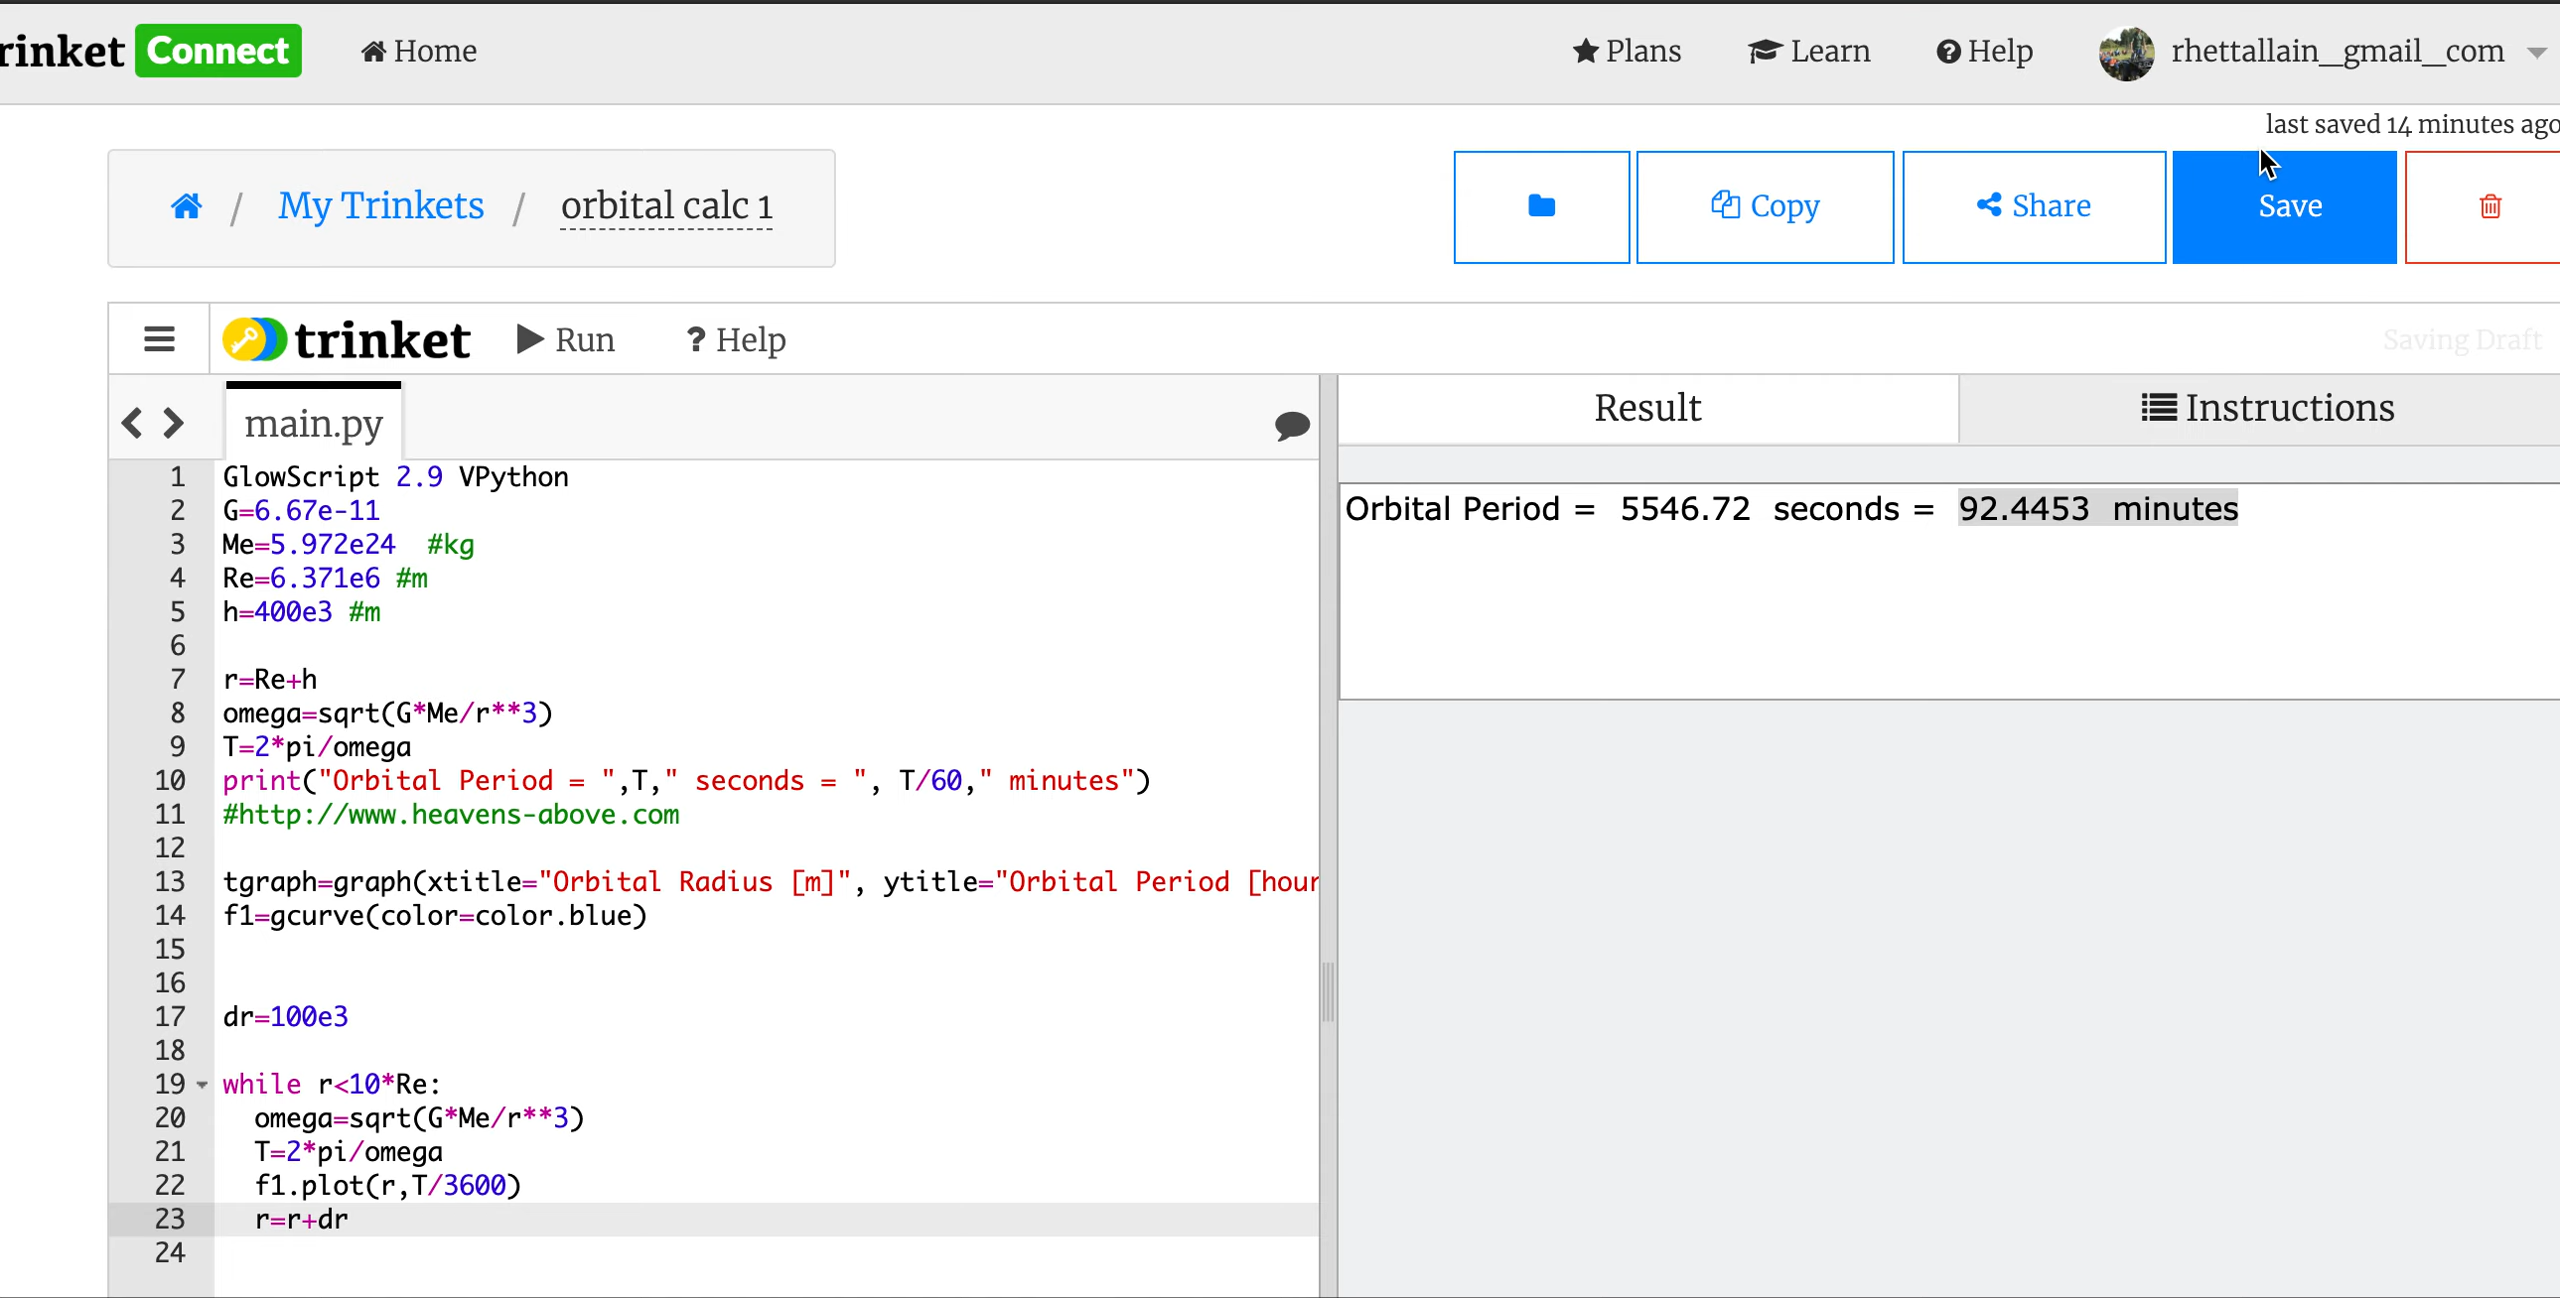 rinket Connect Home Plans Learn Help rhettallain_gmail_com
last saved 14 minutes ago
/ My Trinkets / orbital calc 1 Copy Share Save
trinket Run ? Help Saving Draft
main.py Result Instructions
1 GlowScript 2.9 VPython
2 G=6.67e-11
3 Me=5.972e24  #kg
4 Re=6.371e6 #m
5 h=400e3 #m
6
7 r=Re+h
8 omega=sqrt(G*Me/r**3)
9 T=2*pi/omega
10 print("Orbital Period = ",T," seconds = ", T/60," minutes")
11 #http://www.heavens-above.com
12
13 tgraph=graph(xtitle="Orbital Radius [m]", ytitle="Orbital Period [hour
14 f1=gcurve(color=color.blue)
15
16
17 dr=100e3
18
19 while r<10*Re:
20   omega=sqrt(G*Me/r**3)
21   T=2*pi/omega
22   f1.plot(r,T/3600)
23   r=r+dr
24
Orbital Period = 5546.72 seconds = 92.4453 minutes